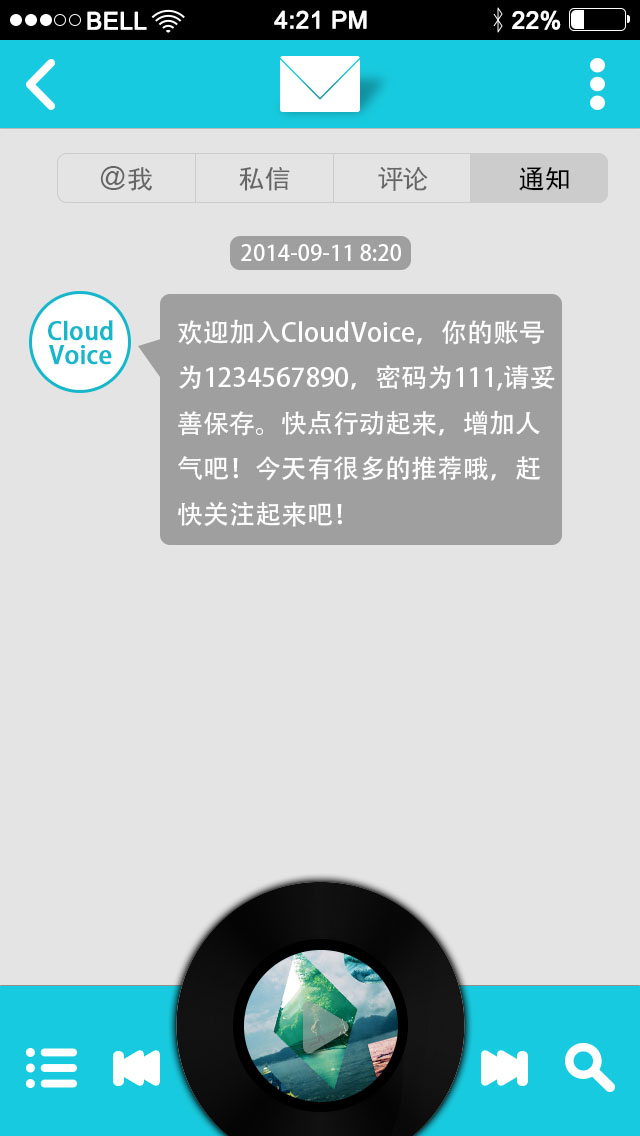 BELL 4:21 PM 22%
@我 私信 评论 通知
2014-09-11 8:20
Cloud
Voice
欢迎加入CloudVoice，你的账号
为1234567890，密码为111,请妥
善保存。快点行动起来，增加人
气吧！今天有很多的推荐哦，赶
快关注起来吧！